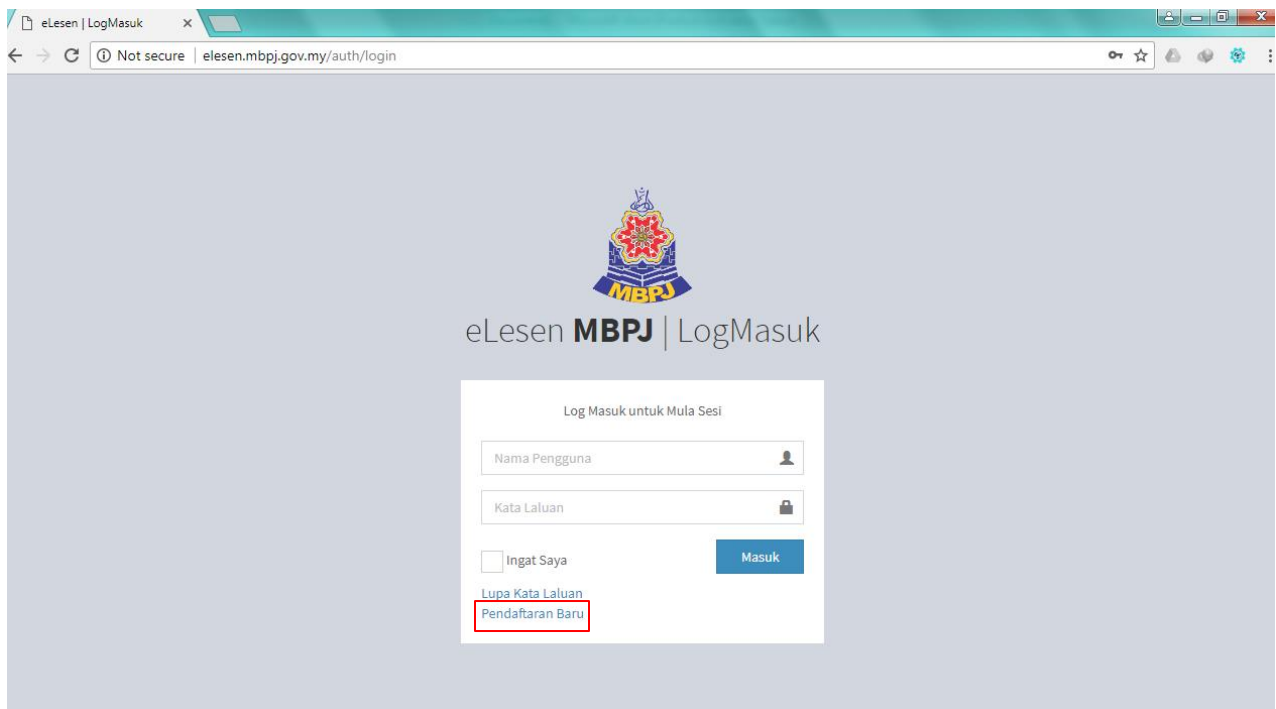 eLesen | LogMasuk
Not secure | elesen.mbpj.gov.my/auth/login
MBPJ
eLesen MBPJ | LogMasuk
Log Masuk untuk Mula Sesi
Nama Pengguna
Kata Laluan
Ingat Saya
Masuk
Lupa Kata Laluan
Pendaftaran Baru